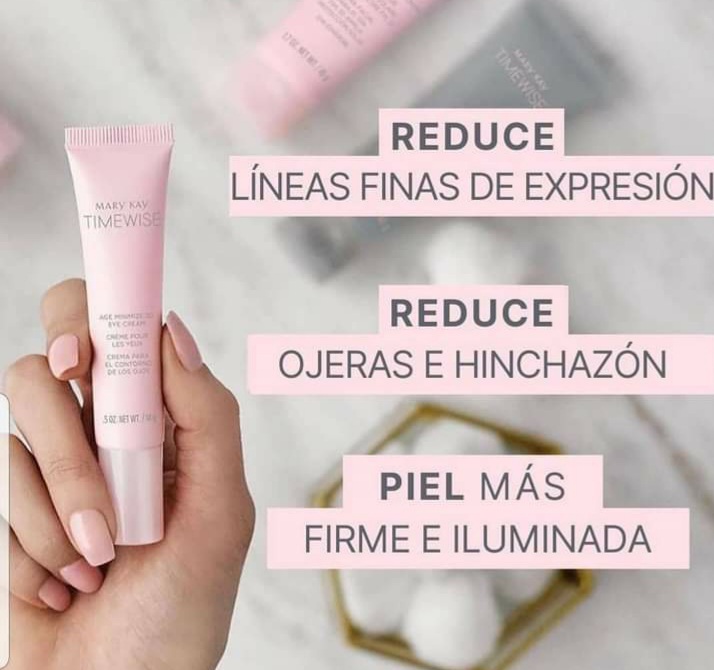 MARY KAY
TIMEWISE
REDUCE
LÍNEAS FINAS DE EXPRESIÓN
REDUCE
OJERAS E HINCHAZÓN
PIEL MÁS
FIRME E ILUMINADA
MARY KAY
TIMEWISE
AGE MINIMIZE 3D
EYE CREAM
CRÈME POUR
LES YEUX
CREMA PARA
EL CONTORNO
DE LOS OJOS
.5 OZ. NET WT. / 14 g